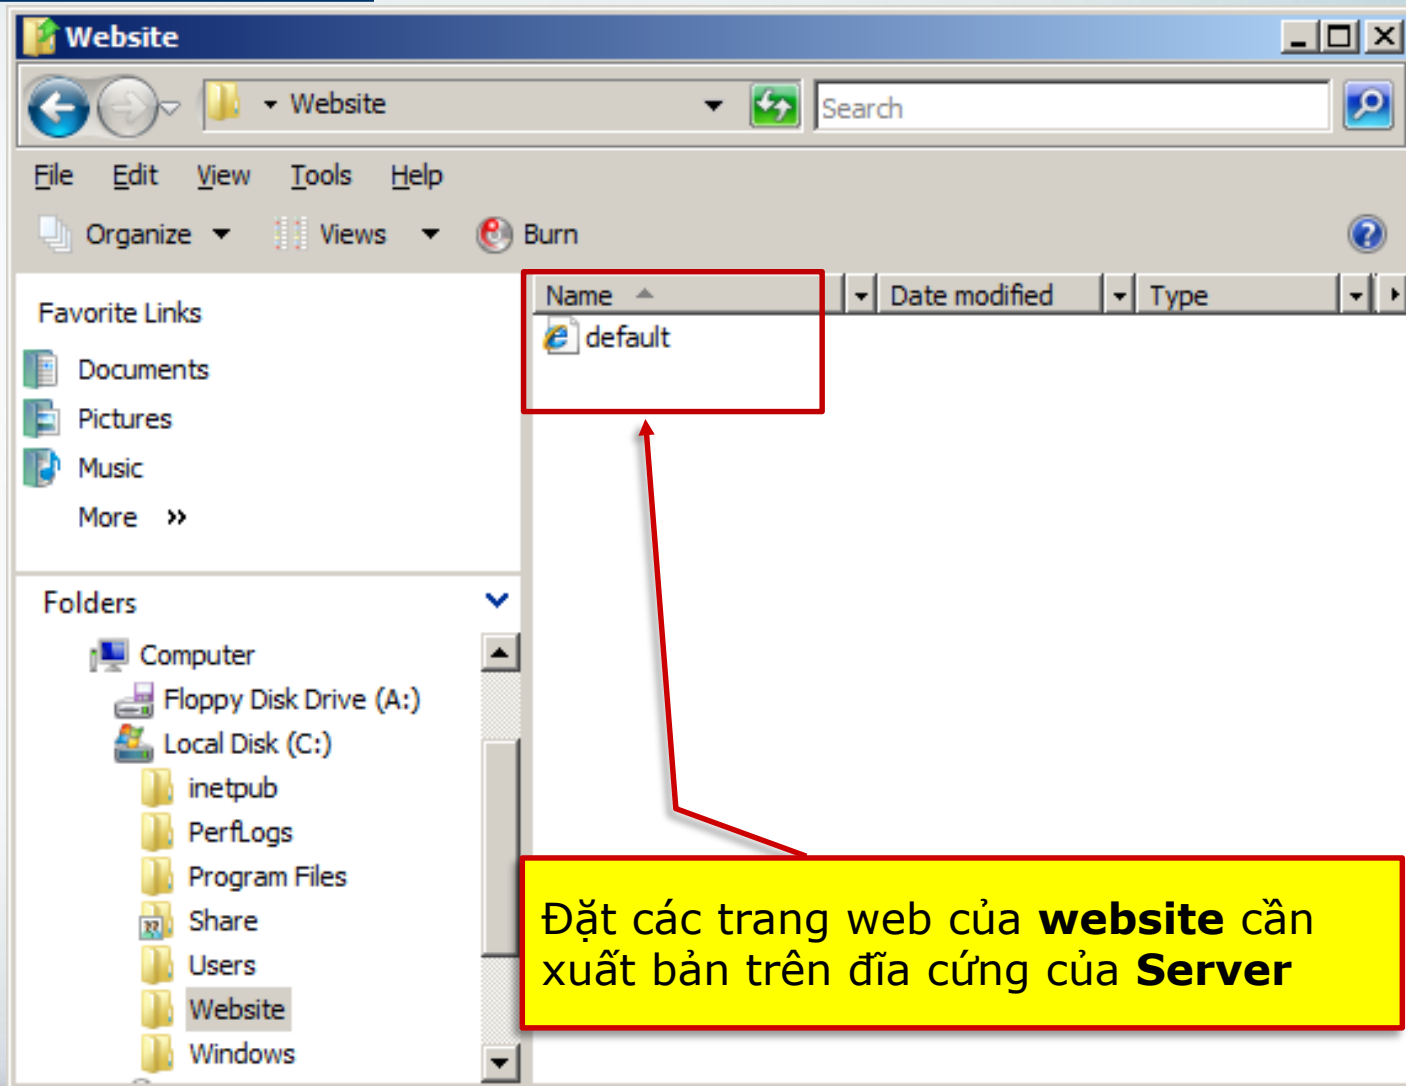 Website
Website
Search
File Edit View Tools Help
Organize Views Burn
Favorite Links
Documents
Pictures
Music
More »
Folders
Computer
Floppy Disk Drive (A:)
Local Disk (C:)
inetpub
PerfLogs
Program Files
Share
Users
Website
Windows
Name Date modified Type
default
Đặt các trang web của website cần
xuất bản trên đĩa cứng của Server